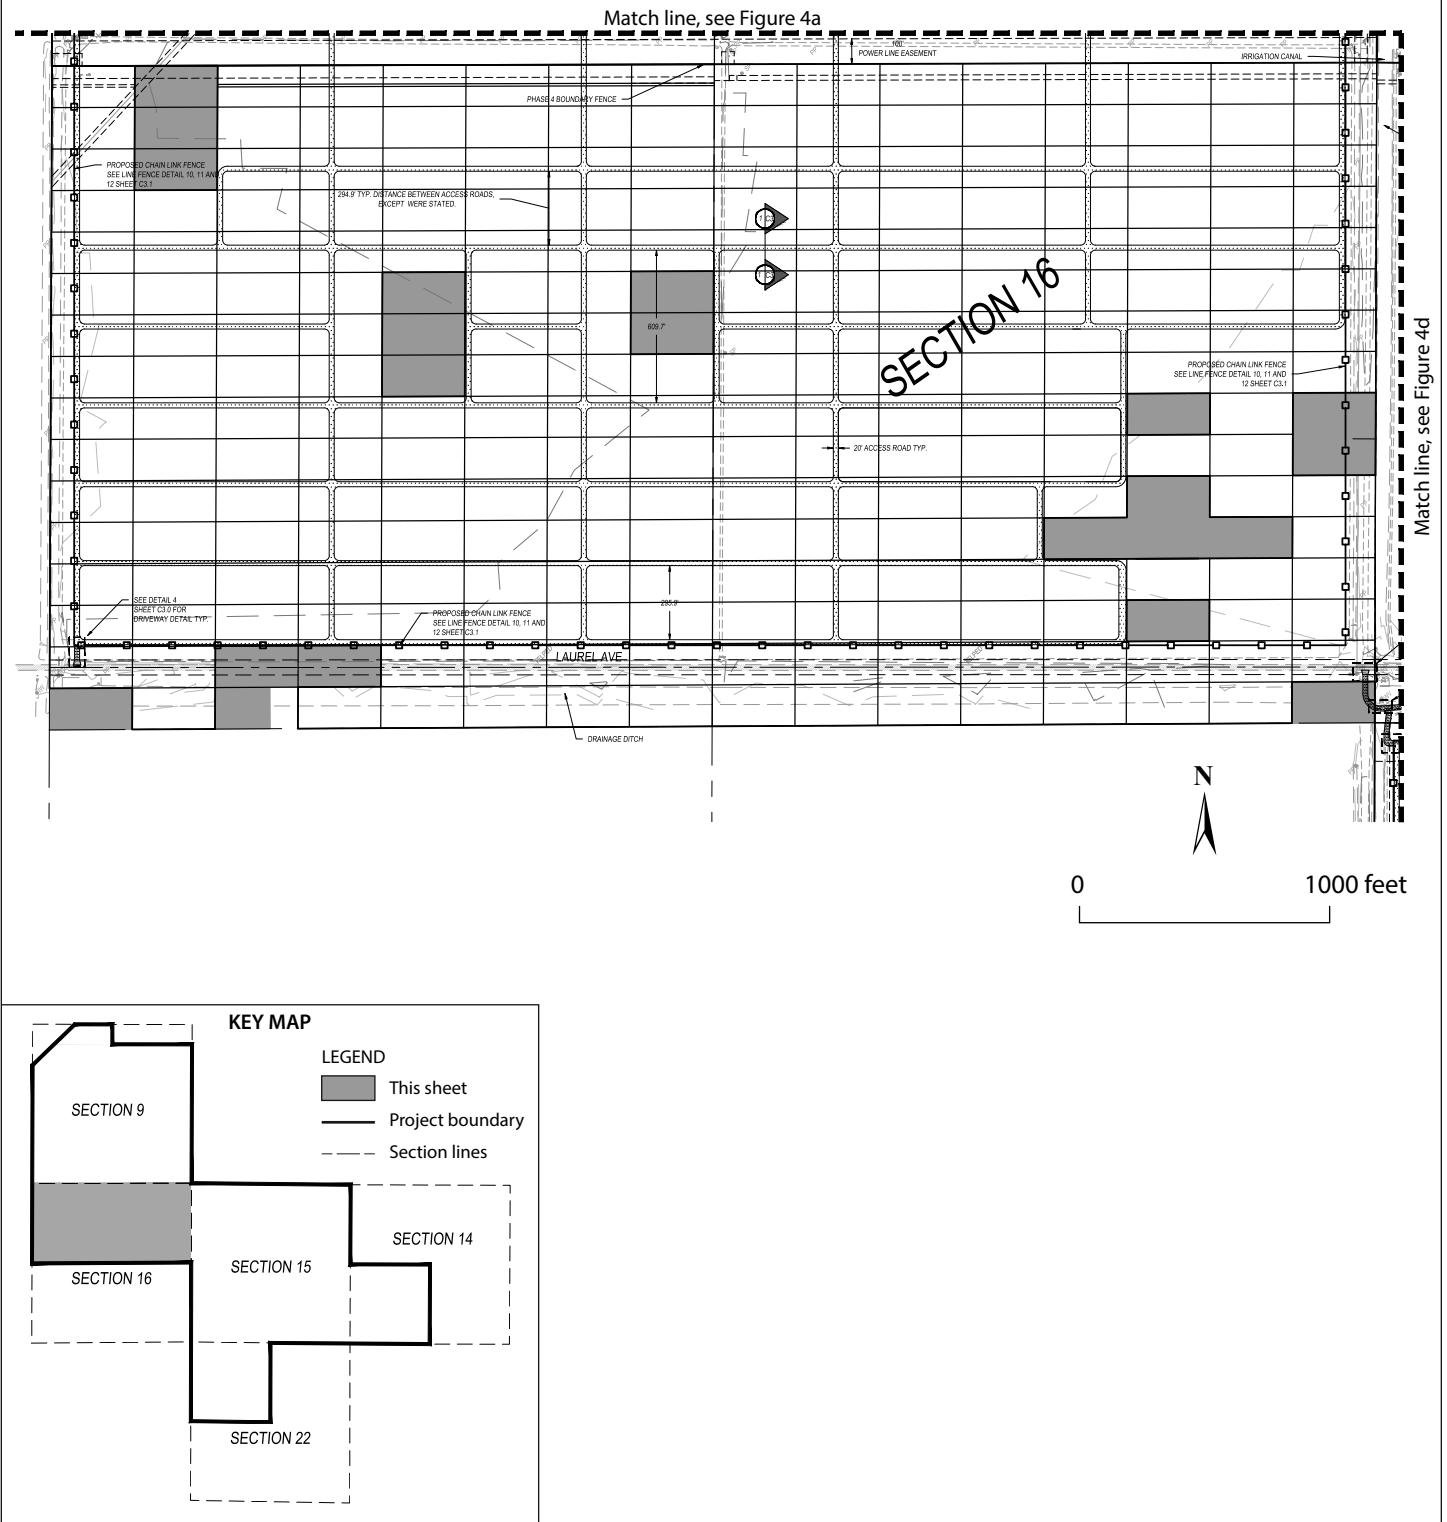 Match line, see Figure 4a
100'
POWER LINE EASEMENT
IRRIGATION CANAL
PHASE 4 BOUNDARY FENCE
PROPOSED CHAIN LINK FENCE
SEE LINE FENCE DETAIL 10, 11 AND
12 SHEET C3.1
294.9' TYP. DISTANCE BETWEEN ACCESS ROADS,
EXCEPT WERE STATED.
SECTION 16
609.7'
PROPOSED CHAIN LINK FENCE
SEE LINE FENCE DETAIL 10, 11 AND
12 SHEET C3.1
Match line, see Figure 4d
20' ACCESS ROAD TYP.
SEE DETAIL 4
SHEET C3.0 FOR
DRIVEWAY DETAIL TYP.
PROPOSED CHAIN LINK FENCE
SEE LINE FENCE DETAIL 10, 11 AND
12 SHEET C3.1
295.9'
LAUREL AVE
DRAINAGE DITCH
N
0 1000 feet
KEY MAP
LEGEND
This sheet
Project boundary
Section lines
SECTION 9
SECTION 14
SECTION 15
SECTION 16
SECTION 22